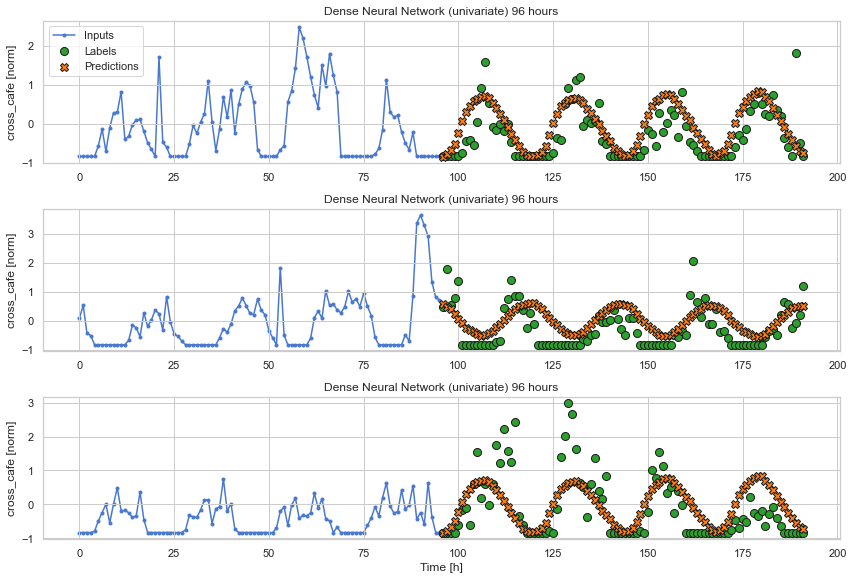 Dense Neural Network (univariate) 96 hours
Inputs
Labels
Predictions
cross_cafe [norm]
2
1
0
−1
0 25 50 75 100 125 150 175 200
Dense Neural Network (univariate) 96 hours
cross_cafe [norm]
3
2
1
0
−1
0 25 50 75 100 125 150 175 200
Dense Neural Network (univariate) 96 hours
cross_cafe [norm]
3
2
1
0
−1
0 25 50 75 100 125 150 175 200
Time [h]